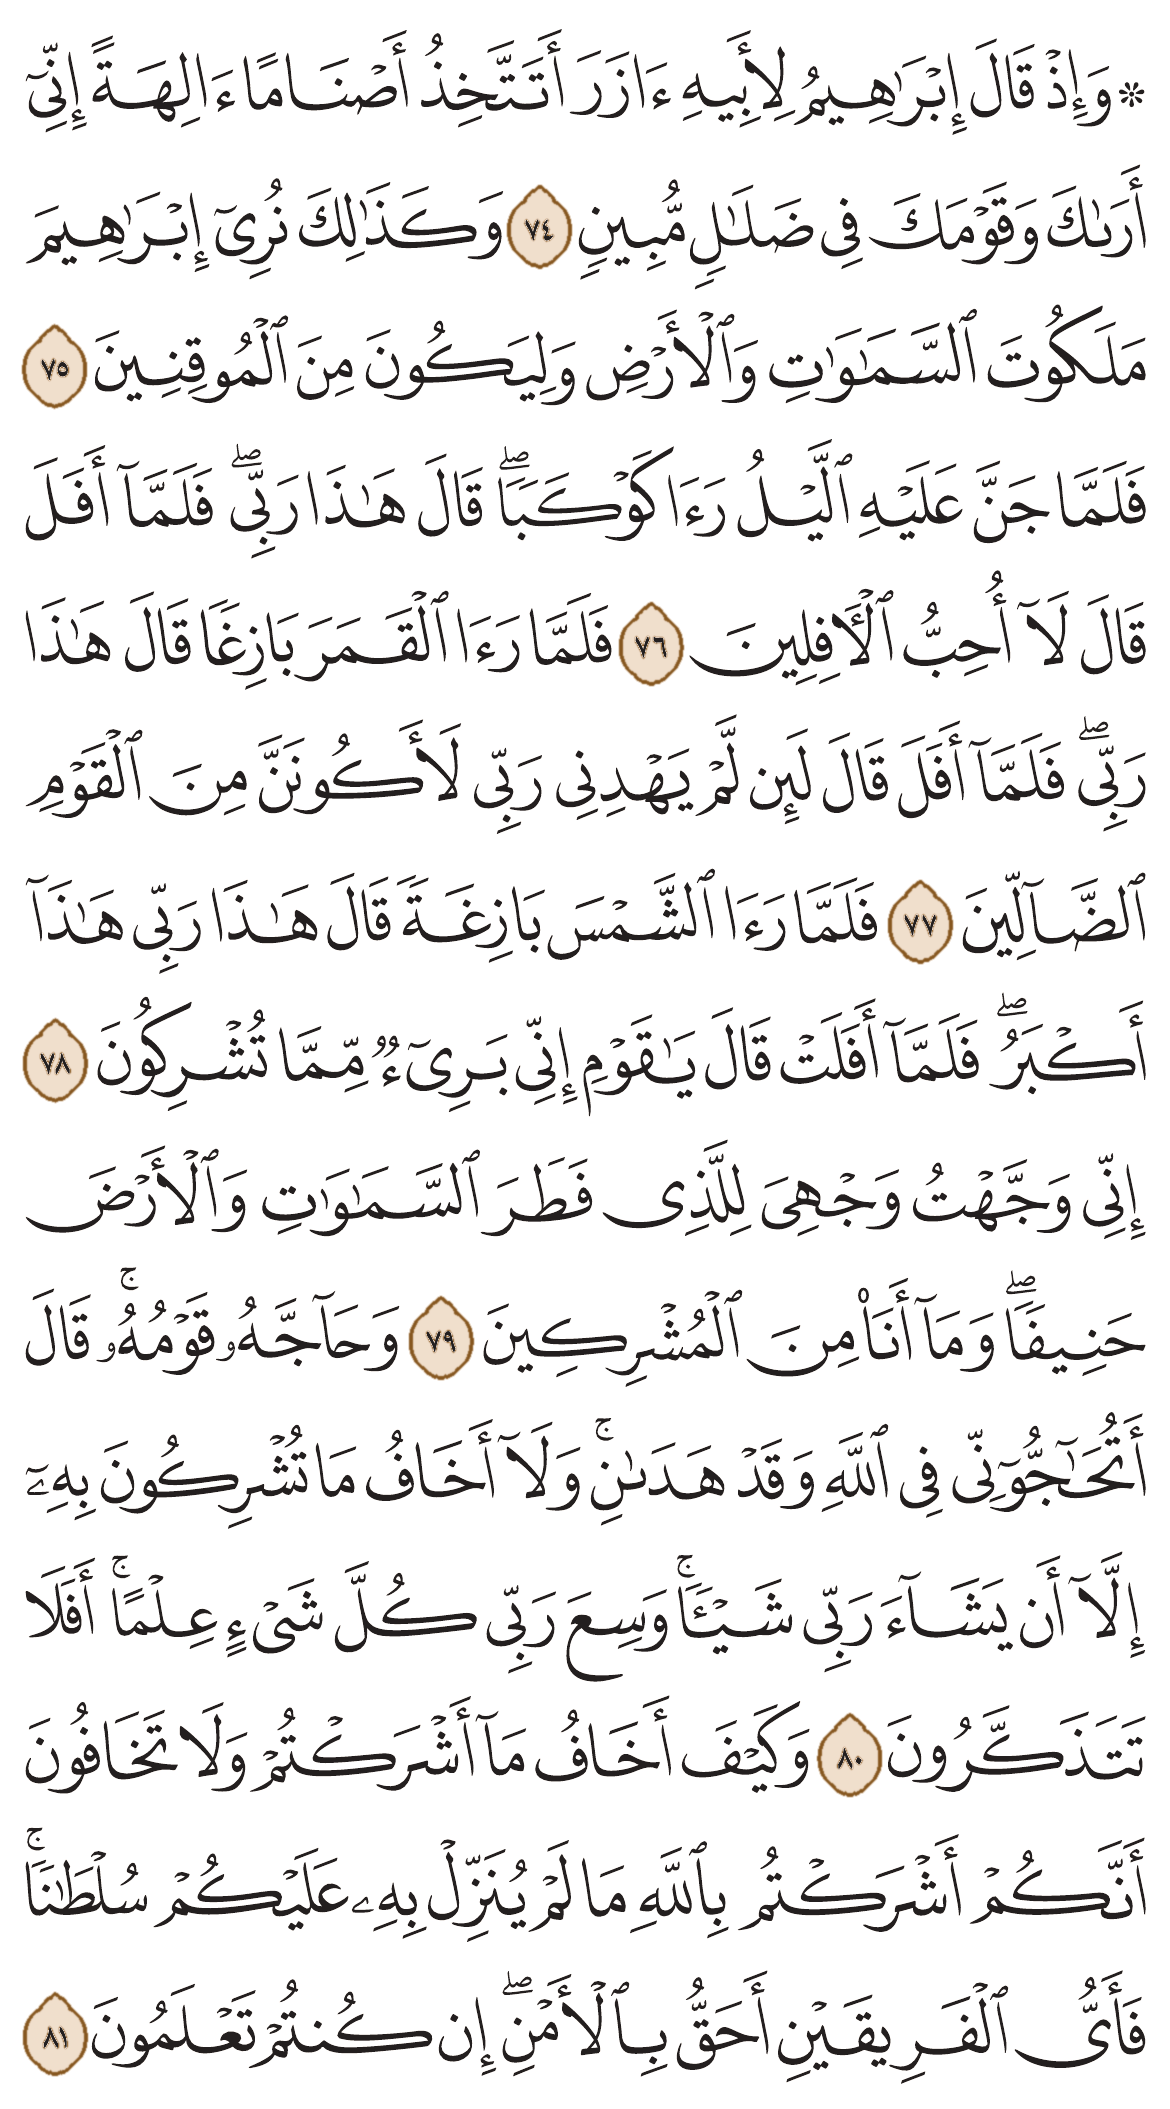 ۞ وَإِذْ قَالَ إِبْرَٰهِيمُ لِأَبِيهِ ءَازَرَ أَتَتَّخِذُ أَصْنَامًا ءَالِهَةً إِنِّىٓ
أَرَىٰكَ وَقَوْمَكَ فِى ضَلَـٰلٍ مُّبِينٍ ٧٤ وَكَذَٰلِكَ نُرِىٓ إِبْرَٰهِيمَ
مَلَكُوتَ ٱلسَّمَـٰوَٰتِ وَٱلْأَرْضِ وَلِيَكُونَ مِنَ ٱلْمُوقِنِينَ ٧٥
فَلَمَّا جَنَّ عَلَيْهِ ٱلَّيْلُ رَءَا كَوْكَبًا ۖ قَالَ هَـٰذَا رَبِّى ۖ فَلَمَّآ أَفَلَ
قَالَ لَآ أُحِبُّ ٱلْـَٔافِلِينَ ٧٦ فَلَمَّا رَءَا ٱلْقَمَرَ بَازِغًا قَالَ هَـٰذَا
رَبِّى ۖ فَلَمَّآ أَفَلَ قَالَ لَئِن لَّمْ يَهْدِنِى رَبِّى لَأَكُونَنَّ مِنَ ٱلْقَوْمِ
ٱلضَّآلِّينَ ٧٧ فَلَمَّا رَءَا ٱلشَّمْسَ بَازِغَةً قَالَ هَـٰذَا رَبِّى هَـٰذَآ
أَكْبَرُ ۖ فَلَمَّآ أَفَلَتْ قَالَ يَـٰقَوْمِ إِنِّى بَرِىٓءٌ مِّمَّا تُشْرِكُونَ ٧٨
إِنِّى وَجَّهْتُ وَجْهِىَ لِلَّذِى فَطَرَ ٱلسَّمَـٰوَٰتِ وَٱلْأَرْضَ
حَنِيفًا ۖ وَمَآ أَنَا۠ مِنَ ٱلْمُشْرِكِينَ ٧٩ وَحَآجَّهُۥ قَوْمُهُۥ ۚ قَالَ
أَتُحَـٰٓجُّوٓنِّى فِى ٱللَّهِ وَقَدْ هَدَىٰنِ ۚ وَلَآ أَخَافُ مَا تُشْرِكُونَ بِهِۦٓ
إِلَّآ أَن يَشَآءَ رَبِّى شَيْـًٔا ۗ وَسِعَ رَبِّى كُلَّ شَىْءٍ عِلْمًا ۚ أَفَلَا
تَتَذَكَّرُونَ ٨٠ وَكَيْفَ أَخَافُ مَآ أَشْرَكْتُمْ وَلَا تَخَافُونَ
أَنَّكُمْ أَشْرَكْتُم بِٱللَّهِ مَا لَمْ يُنَزِّلْ بِهِۦ عَلَيْكُمْ سُلْطَـٰنًا ۚ
فَأَىُّ ٱلْفَرِيقَيْنِ أَحَقُّ بِٱلْأَمْنِ ۖ إِن كُنتُمْ تَعْلَمُونَ ٨١